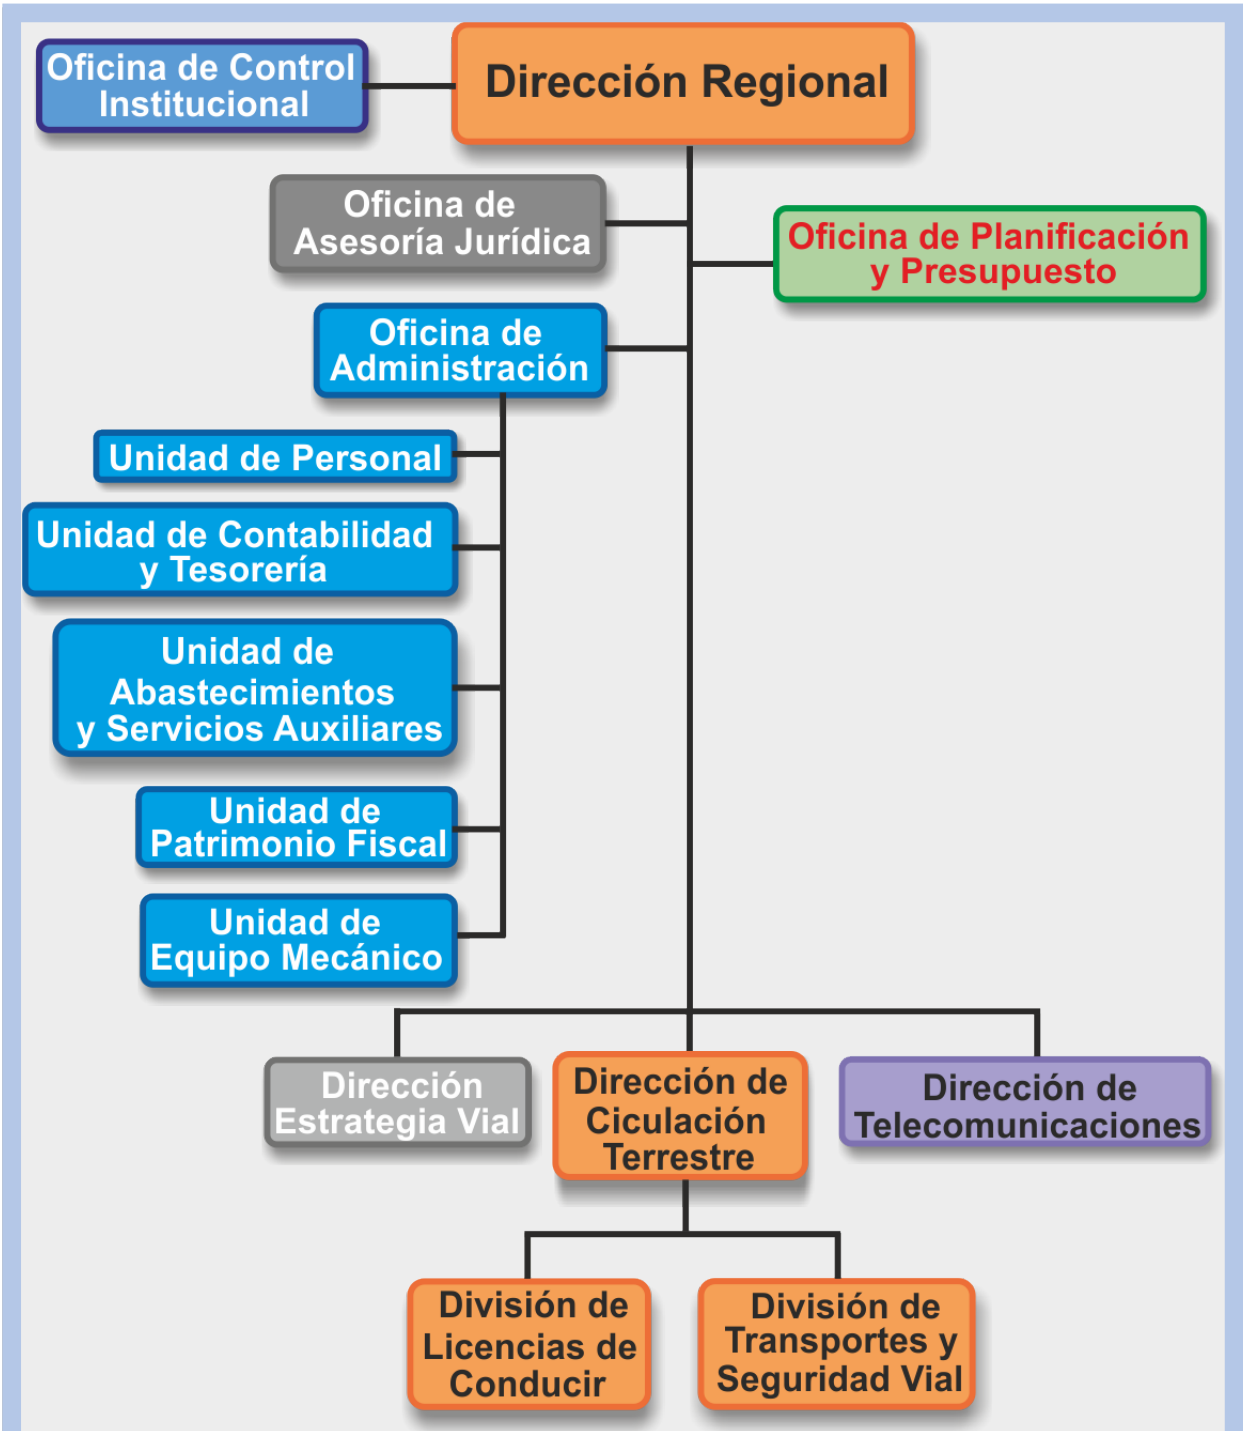 Oficina de Control
Institucional
Dirección Regional
Oficina de
Asesoría Jurídica
Oficina de Planificación
y Presupuesto
Oficina de
Administración
Unidad de Personal
Unidad de Contabilidad
y Tesorería
Unidad de
Abastecimientos
y Servicios Auxiliares
Unidad de
Patrimonio Fiscal
Unidad de
Equipo Mecánico
Dirección
Estrategia Vial
Dirección de
Ciculación
Terrestre
Dirección de
Telecomunicaciones
División de
Licencias de
Conducir
División de
Transportes y
Seguridad Vial